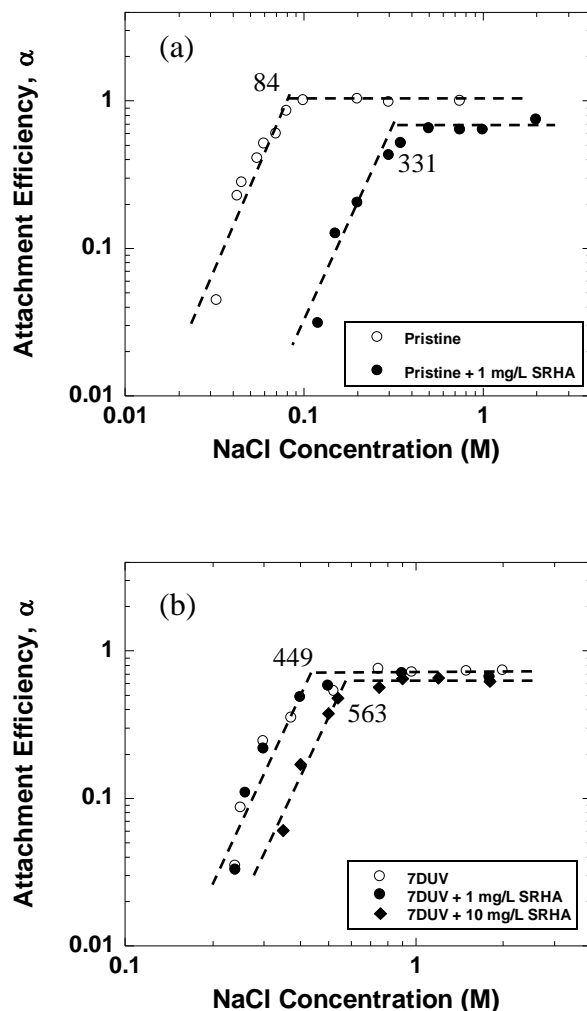 (a)
84
331
1
0.1
0.01
Attachment Efficiency, α
Pristine
Pristine + 1 mg/L SRHA
0.01
0.1
1
NaCl Concentration (M)
(b)
449
563
1
0.1
0.01
Attachment Efficiency, α
7DUV
7DUV + 1 mg/L SRHA
7DUV + 10 mg/L SRHA
0.1
1
NaCl Concentration (M)